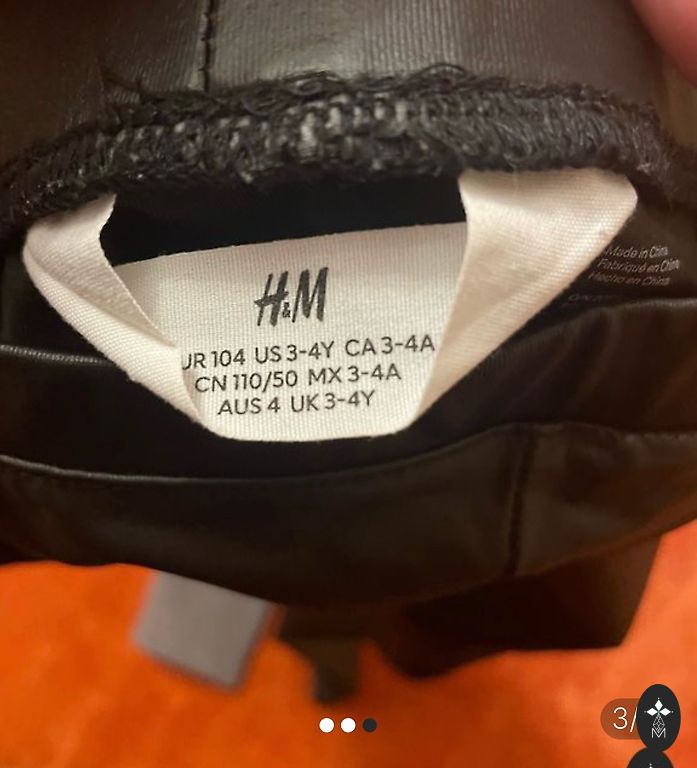 H&M
UR 104 US 3-4Y CA 3-4A
CN 110/50 MX 3-4A
AUS 4 UK 3-4Y
Made in China
Fabriqué en China
Hecho en China
3/
M